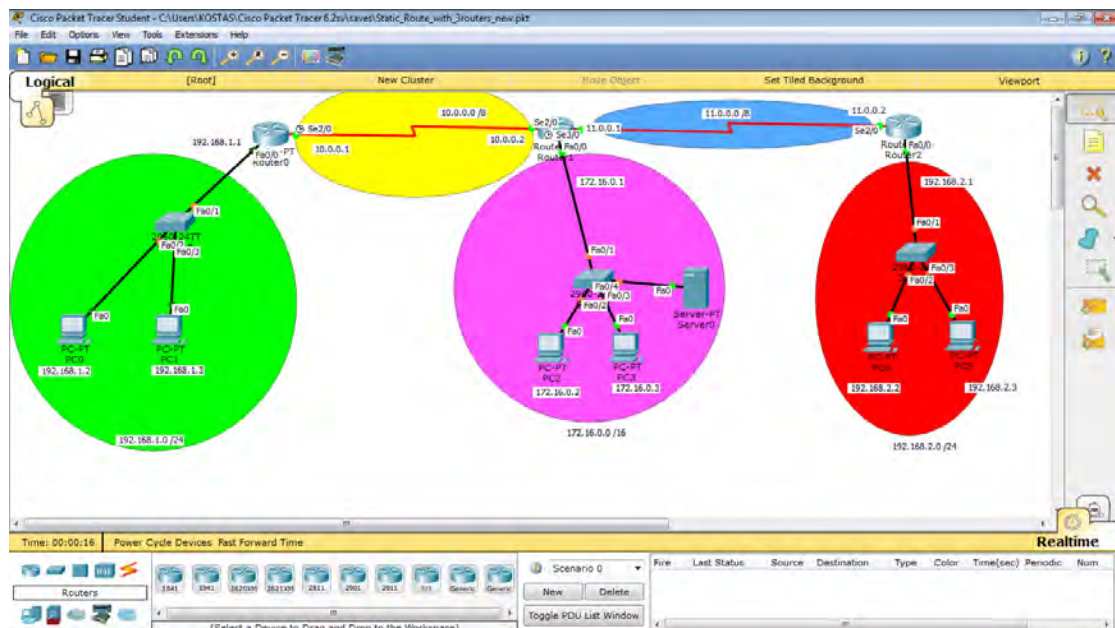 Cisco Packet Tracer Student - C:\Users\KOSTAS\Cisco Packet Tracer 6.2sv\saves\Static_Route_with_3routers_new.pkt
File Edit Options View Tools Extensions Help
Logical [Root] New Cluster Move Object Set Tiled Background Viewport
10.0.0.0 /8
11.0.0.0 /8
11.0.0.2
Se2/0
Se2/0
11.0.0.1
Se3/0
Se2/0
192.168.1.1
10.0.0.1
10.0.0.2
Fa0/0
-PT
Router0
Fa0/0
Fa0/0
Router2
172.16.0.1
192.168.2.1
Fa0/1
Fa0/1
Fa0/1
Fa0/2
Fa0/4
Fa0/3
Fa0/2
Fa0
Fa0/3
Fa0/2
Server-PT
Server0
Fa0
Fa0
Fa0
Fa0
Fa0
Fa0
PC-PT
PC0
192.168.1.2
PC-PT
PC1
192.168.1.3
PC-PT
PC2
172.16.0.2
PC-PT
PC3
172.16.0.3
192.168.2.2
192.168.2.3
192.168.1.0 /24
172.16.0.0 /16
192.168.2.0 /24
Time: 00:00:16 Power Cycle Devices Fast Forward Time Realtime
Routers
1841 1941 2620XM 2621XM 2811 2901 2911 Generic Generic
(Select a Device to Drag and Drop to the Workspace)
Scenario 0
New Delete
Toggle PDU List Window
Fire Last Status Source Destination Type Color Time(sec) Periodic Num